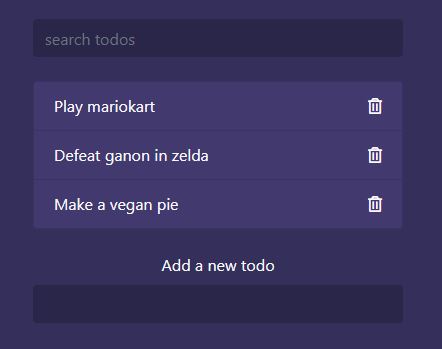 search todos
Play mariokart
Defeat ganon in zelda
Make a vegan pie
Add a new todo